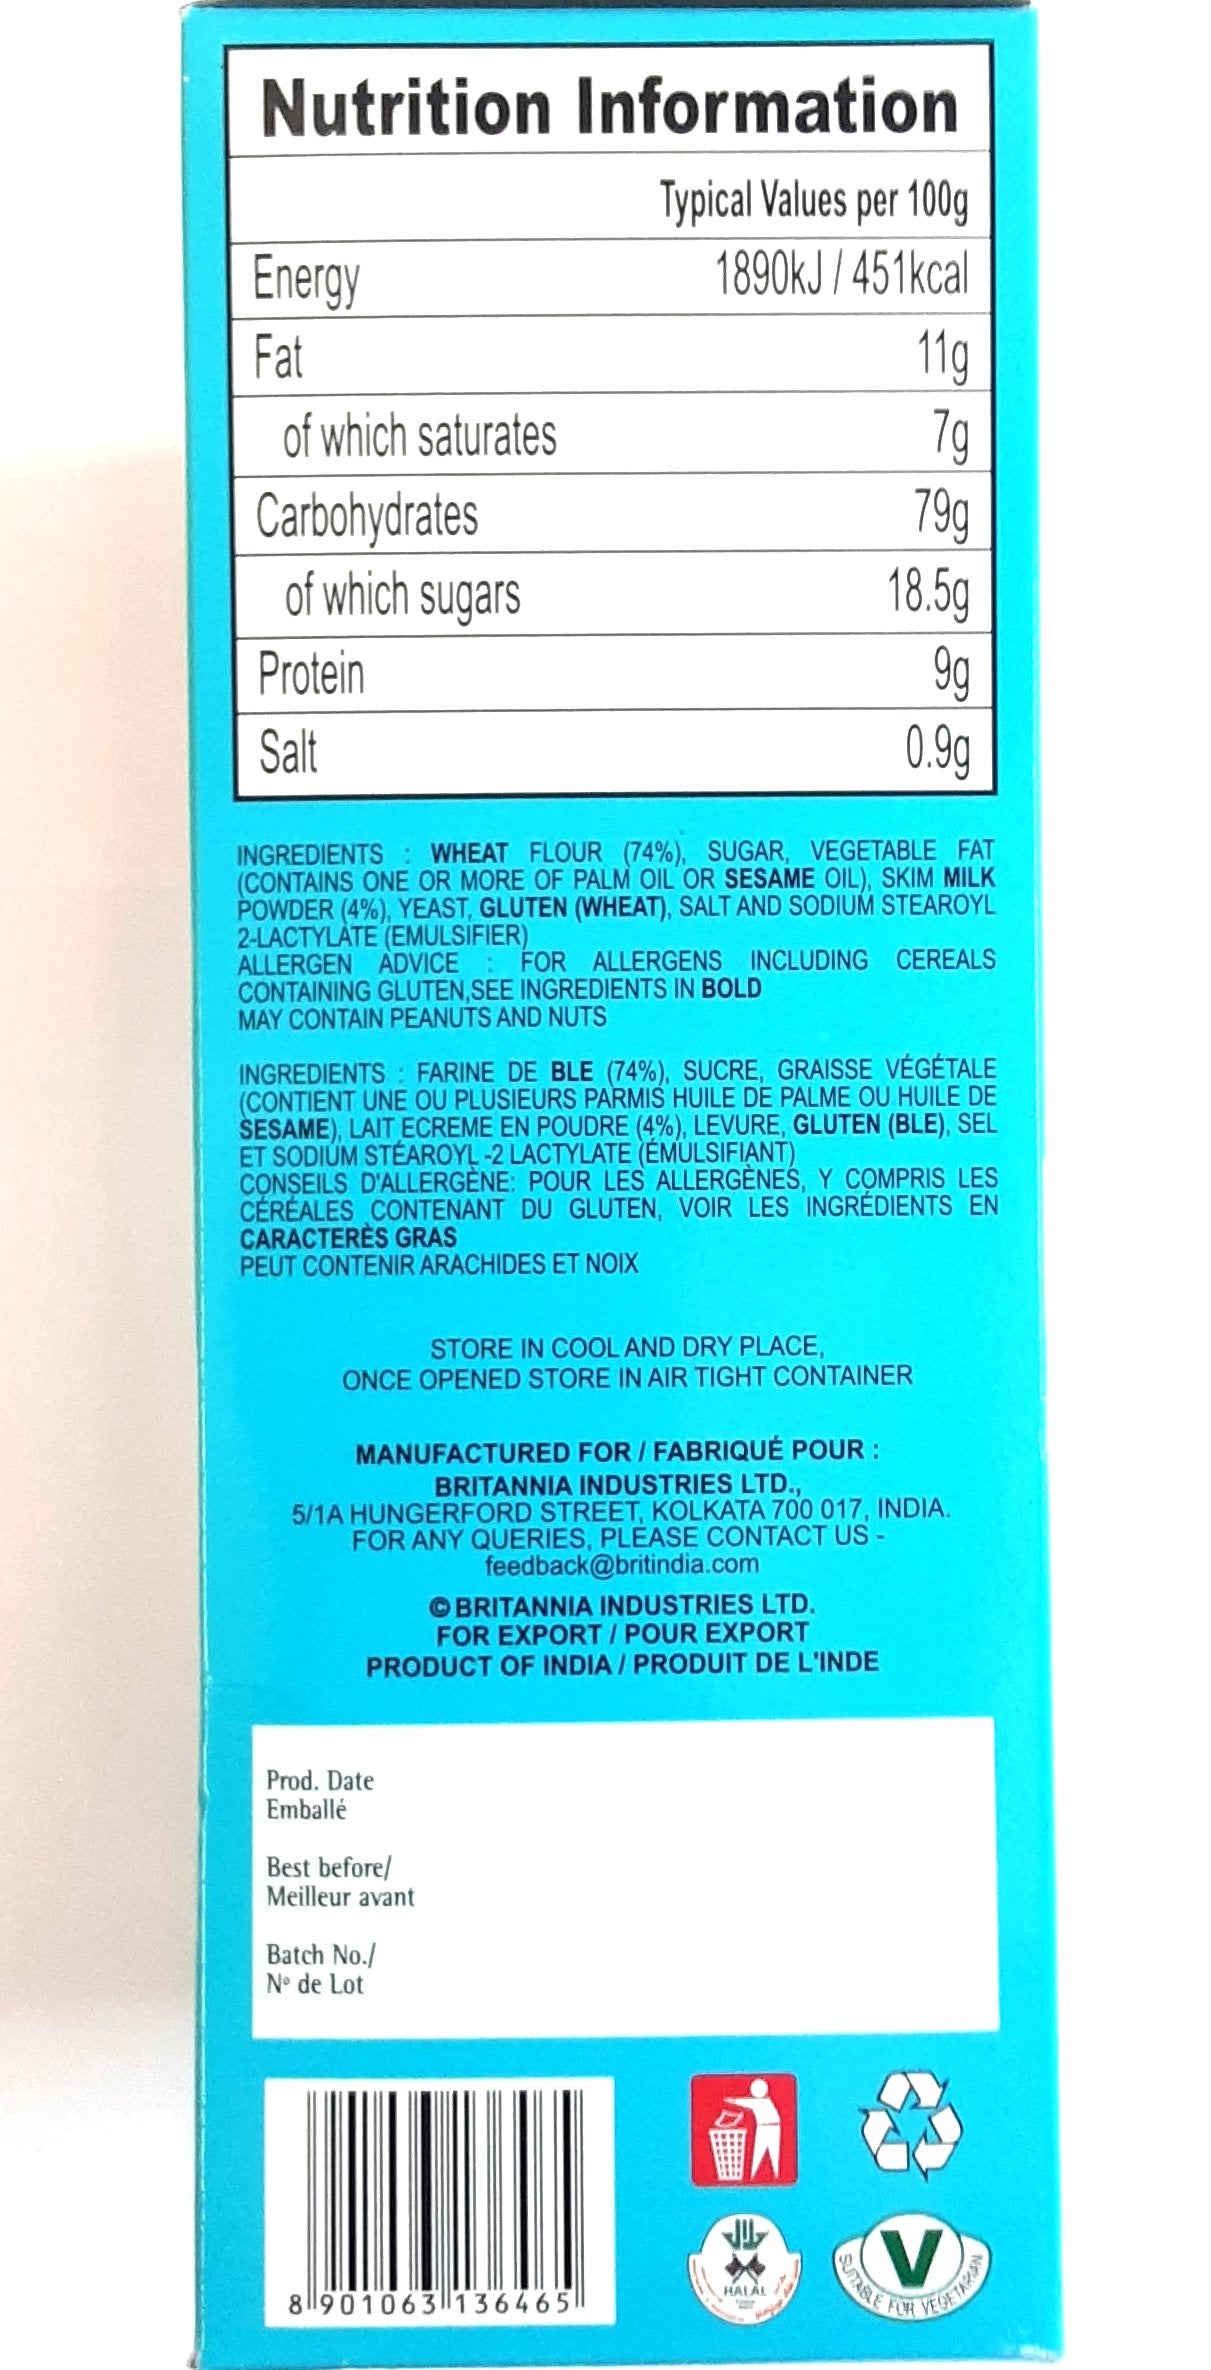 Nutrition Information
Typical Values per 100g
Energy 1890kJ / 451kcal
Fat 11g
of which saturates 7g
Carbohydrates 79g
of which sugars 18.5g
Protein 9g
Salt 0.9g
INGREDIENTS : WHEAT FLOUR (74%), SUGAR, VEGETABLE FAT
(CONTAINS ONE OR MORE OF PALM OIL OR SESAME OIL), SKIM MILK
POWDER (4%), YEAST, GLUTEN (WHEAT), SALT AND SODIUM STEAROYL
2-LACTYLATE (EMULSIFIER)
ALLERGEN ADVICE : FOR ALLERGENS INCLUDING CEREALS
CONTAINING GLUTEN,SEE INGREDIENTS IN BOLD
MAY CONTAIN PEANUTS AND NUTS
INGREDIENTS : FARINE DE BLE (74%), SUCRE, GRAISSE VÉGÉTALE
(CONTIENT UNE OU PLUSIEURS PARMIS HUILE DE PALME OU HUILE DE
SESAME), LAIT ECREME EN POUDRE (4%), LEVURE, GLUTEN (BLE), SEL
ET SODIUM STÉAROYL -2 LACTYLATE (ÉMULSIFIANT)
CONSEILS D'ALLERGÈNE: POUR LES ALLERGÈNES, Y COMPRIS LES
CÉRÉALES CONTENANT DU GLUTEN, VOIR LES INGRÉDIENTS EN
CARACTERÈS GRAS
PEUT CONTENIR ARACHIDES ET NOIX
STORE IN COOL AND DRY PLACE,
ONCE OPENED STORE IN AIR TIGHT CONTAINER
MANUFACTURED FOR / FABRIQUÉ POUR :
BRITANNIA INDUSTRIES LTD.,
5/1A HUNGERFORD STREET, KOLKATA 700 017, INDIA.
FOR ANY QUERIES, PLEASE CONTACT US -
feedback@britindia.com
© BRITANNIA INDUSTRIES LTD.
FOR EXPORT / POUR EXPORT
PRODUCT OF INDIA / PRODUIT DE L'INDE
Prod. Date
Emballé
Best before/
Meilleur avant
Batch No./
Nº de Lot
8 901063 136465
HALAL
V
SUITABLE FOR VEGETARIAN